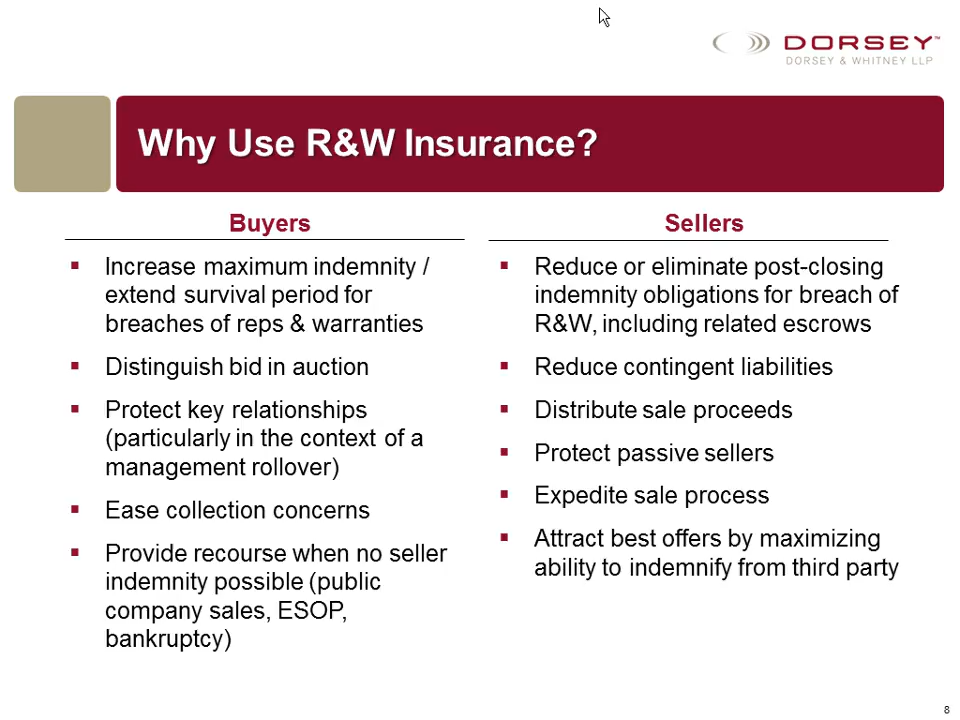 DORSEY™
DORSEY & WHITNEY LLP
Why Use R&W Insurance?
Buyers
▪ Increase maximum indemnity /
extend survival period for
breaches of reps & warranties
▪ Distinguish bid in auction
▪ Protect key relationships
(particularly in the context of a
management rollover)
▪ Ease collection concerns
▪ Provide recourse when no seller
indemnity possible (public
company sales, ESOP,
bankruptcy)
Sellers
▪ Reduce or eliminate post-closing
indemnity obligations for breach of
R&W, including related escrows
▪ Reduce contingent liabilities
▪ Distribute sale proceeds
▪ Protect passive sellers
▪ Expedite sale process
▪ Attract best offers by maximizing
ability to indemnify from third party
8